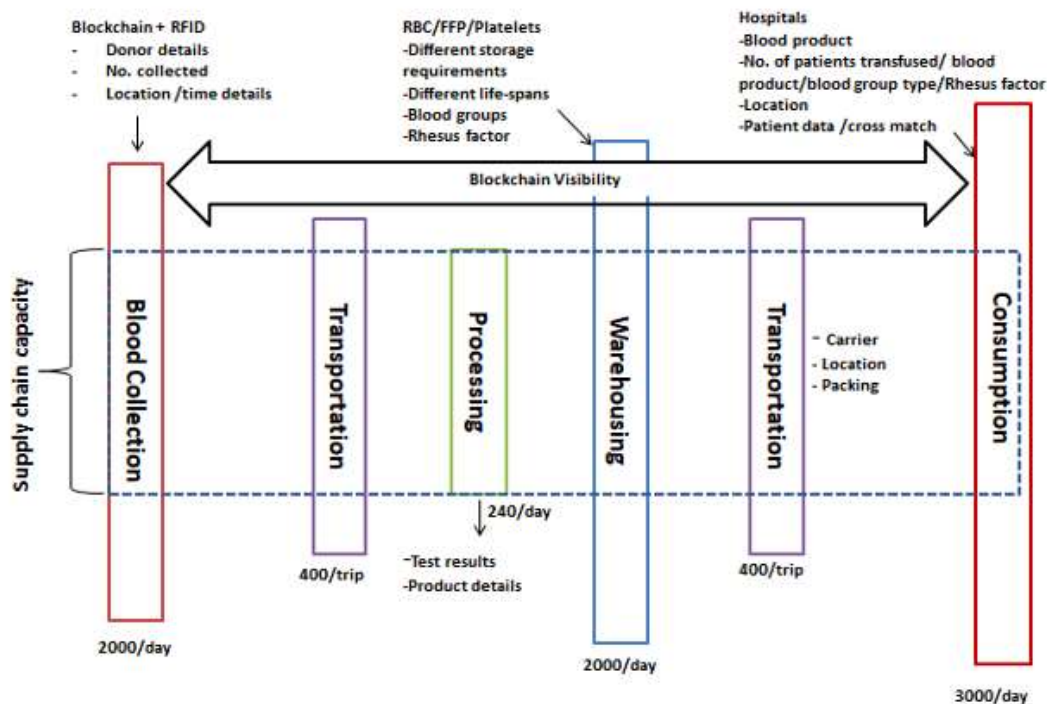 Blockchain + RFID
- Donor details
- No. collected
- Location /time details
RBC/FFP/Platelets
-Different storage
requirements
-Different life-spans
-Blood groups
-Rhesus factor
Hospitals
-Blood product
-No. of patients transfused/ blood
product/blood group type/Rhesus factor
-Location
-Patient data /cross match
Blockchain Visibility
Supply chain capacity
Blood Collection
Transportation
Processing
Warehousing
Transportation
- Carrier
- Location
- Packing
Consumption
240/day
-Test results
-Product details
400/trip
400/trip
2000/day
2000/day
3000/day